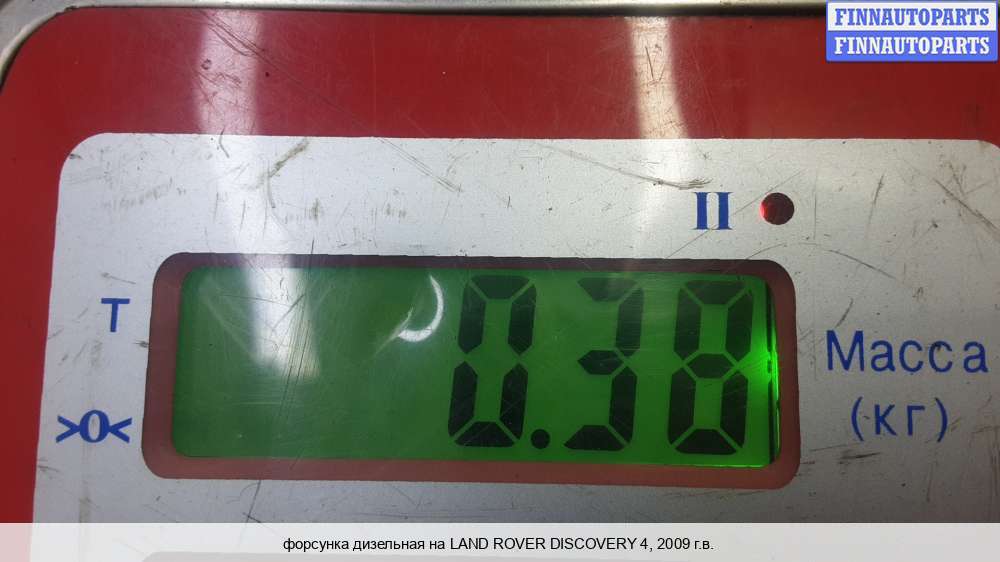 FINNAUTOPARTS
FINNAUTOPARTS
II
T
0.38
Масса
(кг)
>0<
форсунка дизельная на LAND ROVER DISCOVERY 4, 2009 г.в.